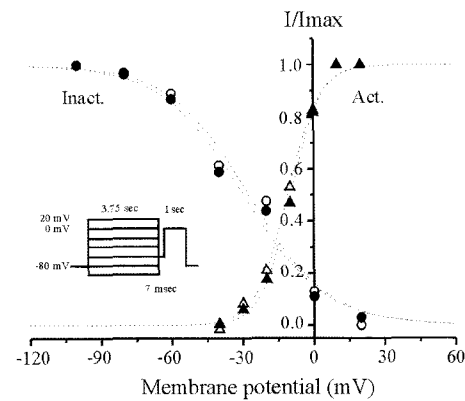 I/Imax
1.0
Inact.
Act.
0.8
0.6
3.75 sec 1 sec
20 mV
0 mV
0.4
-80 mV
0.2
7 msec
0.0
-120 -90 -60 -30 0 30 60
Membrane potential (mV)